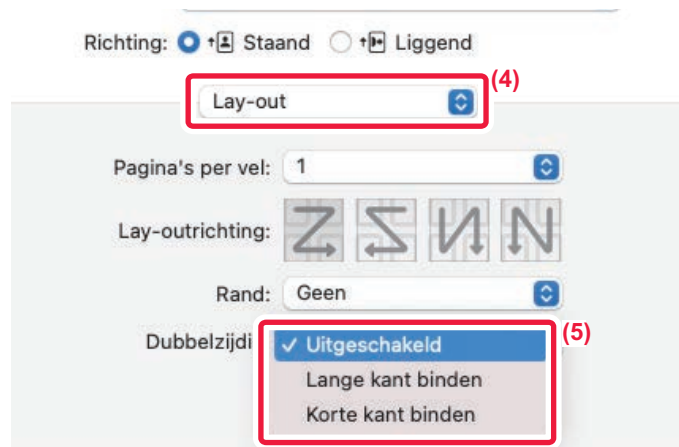 Richting: Staand Liggend
(4)
Lay-out
Pagina's per vel: 1
Lay-outrichting:
Rand: Geen
Dubbelzijdi
(5)
✓ Uitgeschakeld
Lange kant binden
Korte kant binden